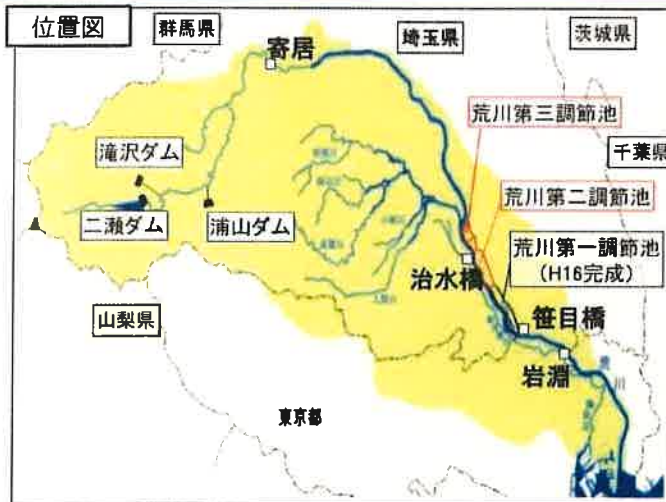 位置図
群馬県
埼玉県
茨城県
寄居
荒川第三調節池
千葉県
滝沢ダム
荒川第二調節池
二瀬ダム
浦山ダム
荒川第一調節池
(H16完成)
治水橋
山梨県
笹目橋
岩淵
荒
川
東京都